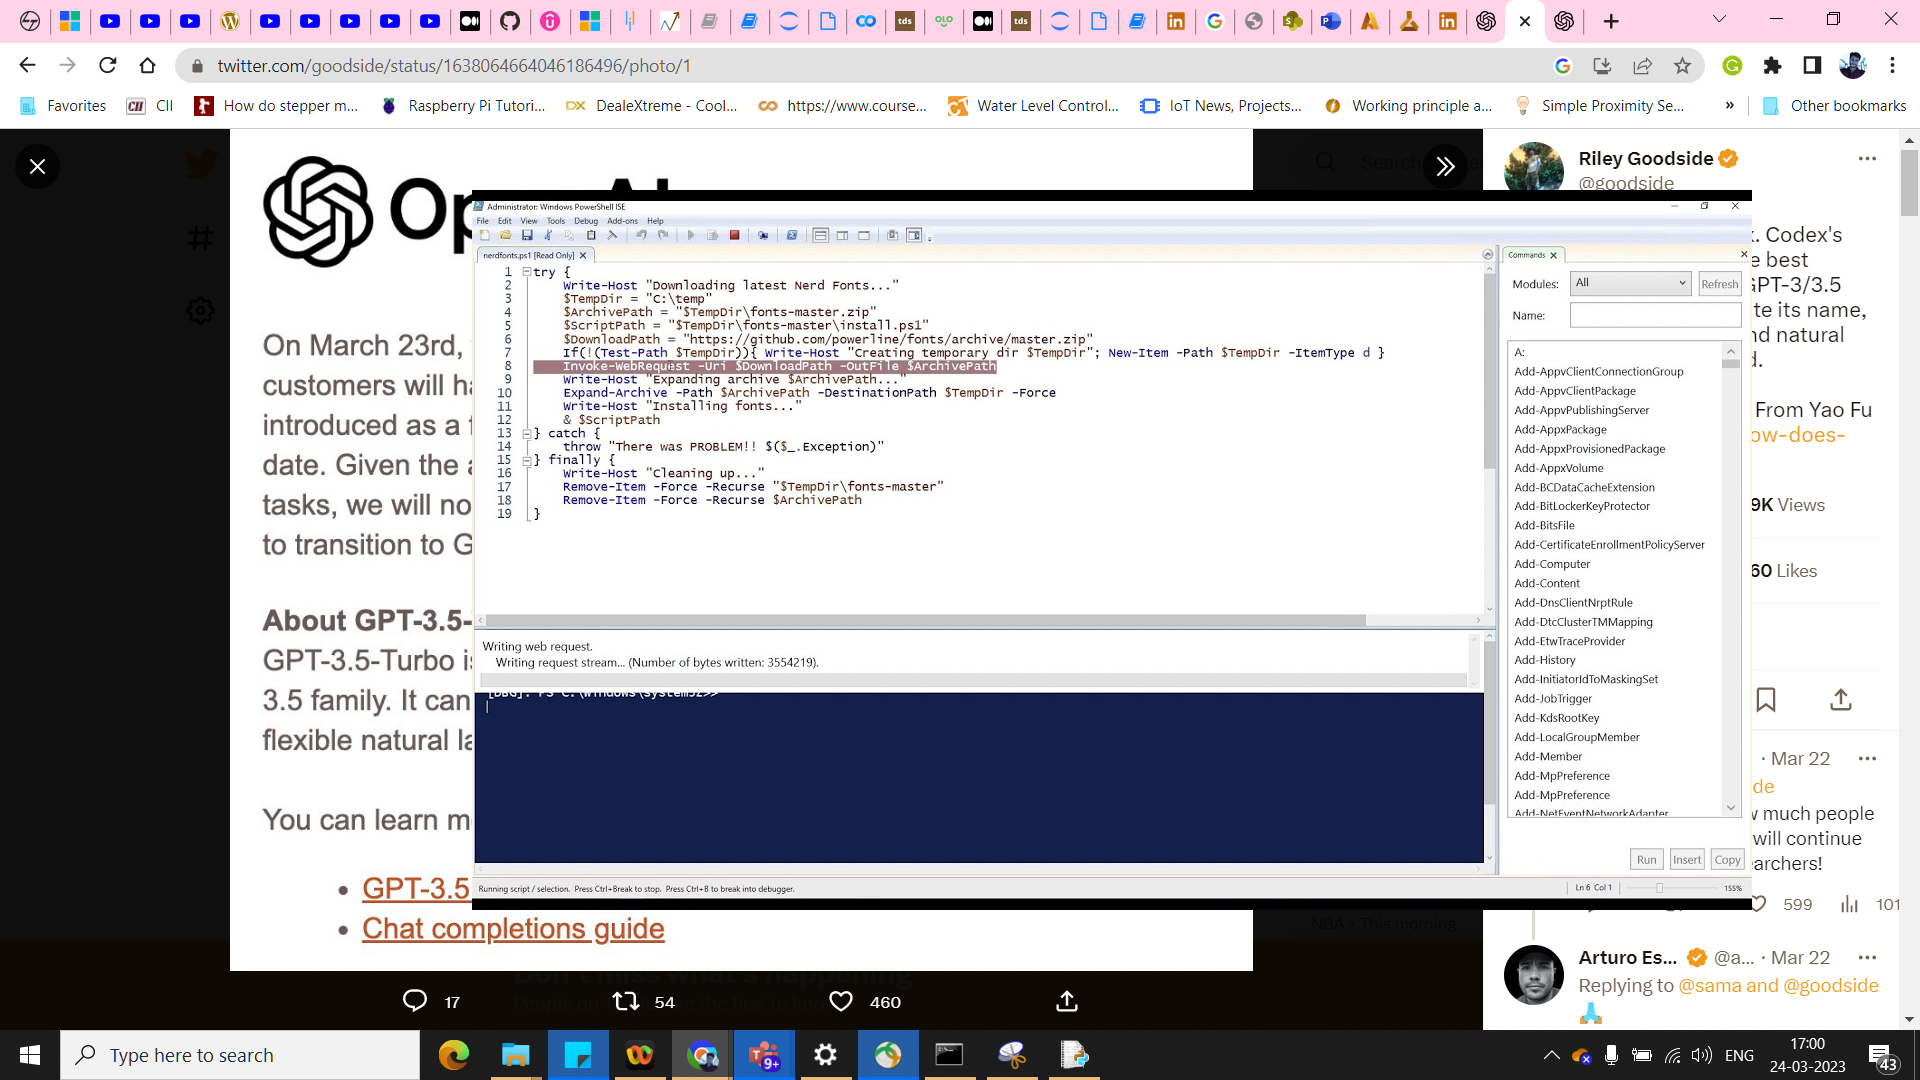 twitter.com/goodside/status/1638064664046186496/photo/1
Favorites
CII
How do stepper m...
Raspberry Pi Tutori...
DealeXtreme - Cool...
https://www.course...
Water Level Control...
IoT News, Projects...
Working principle a...
Simple Proximity Se...
»
Other bookmarks
On March 23rd,
customers will ha
introduced as a
date. Given the a
tasks, we will no
to transition to G
About GPT-3.5-
GPT-3.5-Turbo is
3.5 family. It can
flexible natural la
You can learn m
• GPT-3.5
• Chat completions guide
17
54
460
Administrator: Windows PowerShell ISE
File Edit View Tools Debug Add-ons Help
nerdfonts.ps1 [Read Only]
1 try {
2 Write-Host "Downloading latest Nerd Fonts..."
3 $TempDir = "C:\temp"
4 $ArchivePath = "$TempDir\fonts-master.zip"
5 $ScriptPath = "$TempDir\fonts-master\install.ps1"
6 $DownloadPath = "https://github.com/powerline/fonts/archive/master.zip"
7 If(!(Test-Path $TempDir)){ Write-Host "Creating temporary dir $TempDir"; New-Item -Path $TempDir -ItemType d }
8 Invoke-WebRequest -Uri $DownloadPath -OutFile $ArchivePath
9 Write-Host "Expanding archive $ArchivePath..."
10 Expand-Archive -Path $ArchivePath -DestinationPath $TempDir -Force
11 Write-Host "Installing fonts..."
12 & $ScriptPath
13 } catch {
14 throw "There was PROBLEM!! $($_.Exception)"
15 } finally {
16 Write-Host "Cleaning up..."
17 Remove-Item -Force -Recurse "$TempDir\fonts-master"
18 Remove-Item -Force -Recurse $ArchivePath
19 }
Writing web request.
Writing request stream... (Number of bytes written: 3554219).
[DBG]: PS C:\Windows\system32>>
Running script / selection. Press Ctrl+Break to stop. Press Ctrl+B to break into debugger.
Ln 6 Col 1
155%
Commands
Modules:
All
Refresh
Name:
A:
Add-AppvClientConnectionGroup
Add-AppvClientPackage
Add-AppvPublishingServer
Add-AppxPackage
Add-AppxProvisionedPackage
Add-AppxVolume
Add-BCDataCacheExtension
Add-BitLockerKeyProtector
Add-BitsFile
Add-CertificateEnrollmentPolicyServer
Add-Computer
Add-Content
Add-DnsClientNrptRule
Add-DtcClusterTMMapping
Add-EtwTraceProvider
Add-History
Add-InitiatorIdToMaskingSet
Add-JobTrigger
Add-KdsRootKey
Add-LocalGroupMember
Add-Member
Add-MpPreference
Add-MpPreference
Add-NetEventNetworkAdapter
Run
Insert
Copy
Riley Goodside
@goodside
. Codex's
e best
GPT-3/3.5
te its name,
nd natural
d.
From Yao Fu
ow-does-
9K Views
60 Likes
· Mar 22
de
w much people
will continue
archers!
599
101
NBA · This morning
Arturo Es... @a... · Mar 22
Replying to @sama and @goodside
Don't miss what's happening
Type here to search
9+
ENG
17:00
24-03-2023
43